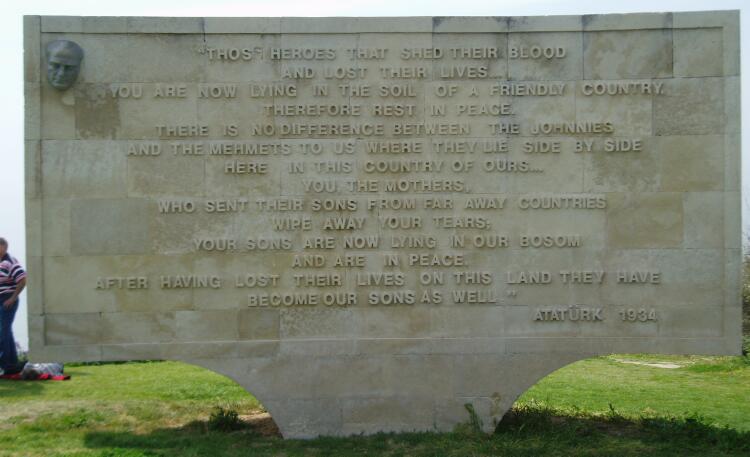 "THOSE HEROES THAT SHED THEIR BLOOD
AND LOST THEIR LIVES...
YOU ARE NOW LYING IN THE SOIL OF A FRIENDLY COUNTRY.
THEREFORE REST IN PEACE.
THERE IS NO DIFFERENCE BETWEEN THE JOHNNIES
AND THE MEHMETS TO US WHERE THEY LIE SIDE BY SIDE
HERE IN THIS COUNTRY OF OURS...
YOU, THE MOTHERS,
WHO SENT THEIR SONS FROM FAR AWAY COUNTRIES
WIPE AWAY YOUR TEARS;
YOUR SONS ARE NOW LYING IN OUR BOSOM
AND ARE IN PEACE.
AFTER HAVING LOST THEIR LIVES ON THIS LAND THEY HAVE
BECOME OUR SONS AS WELL"
ATATÜRK 1934